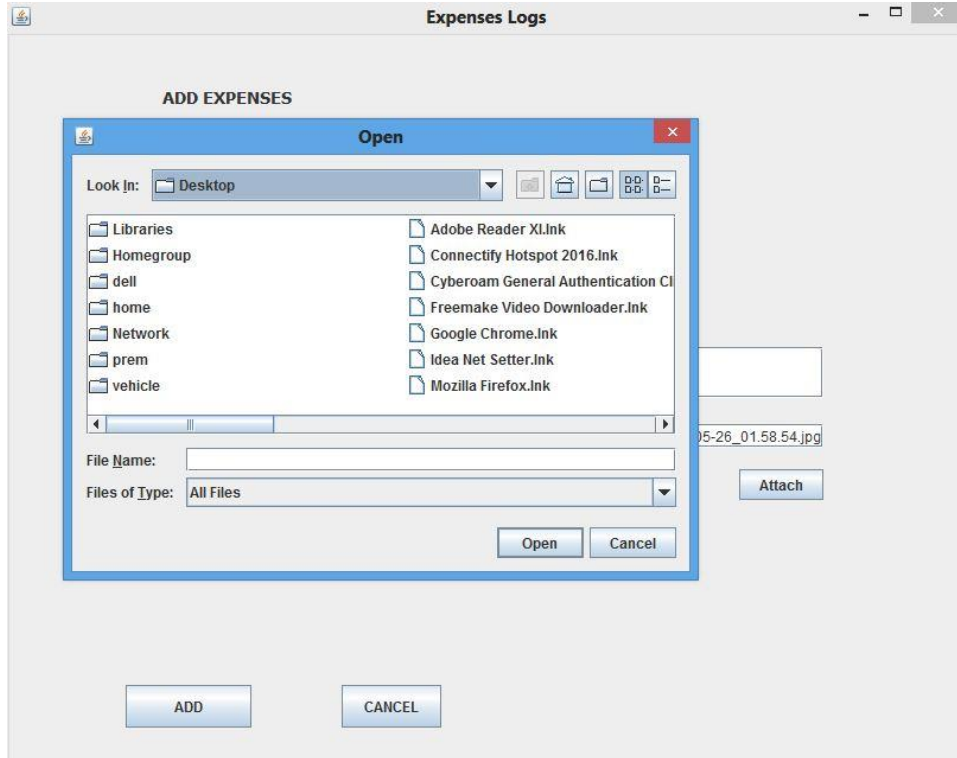 Expenses Logs
ADD EXPENSES
Open
Look In: Desktop
Libraries
Homegroup
dell
home
Network
prem
vehicle
Adobe Reader XI.lnk
Connectify Hotspot 2016.lnk
Cyberoam General Authentication Cl
Freemake Video Downloader.lnk
Google Chrome.lnk
Idea Net Setter.lnk
Mozilla Firefox.lnk
05-26_01.58.54.jpg
File Name:
Attach
Files of Type: All Files
Open Cancel
ADD CANCEL